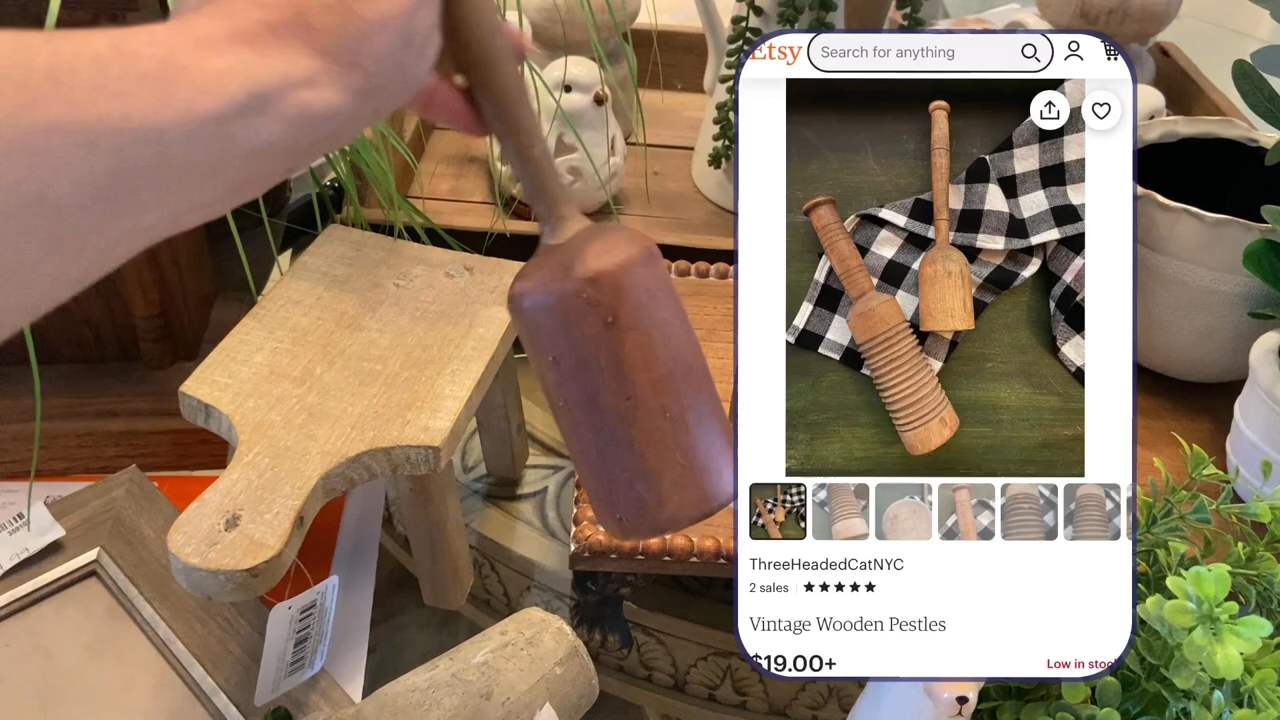 Etsy
Search for anything
ThreeHeadedCatNYC
2 sales
Vintage Wooden Pestles
$19.00+
Low in stock